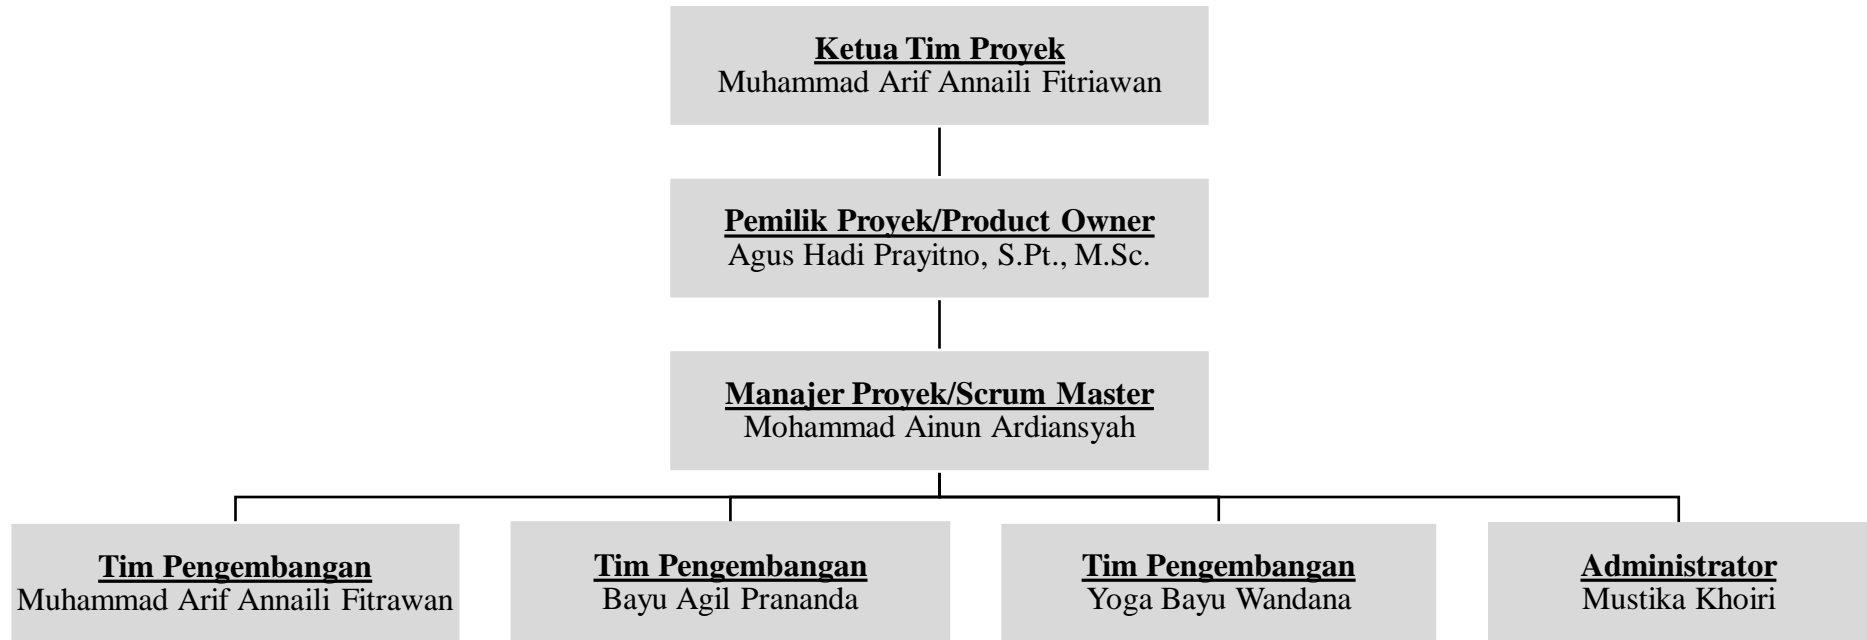 Ketua Tim Proyek
Muhammad Arif Annaili Fitriawan
Pemilik Proyek/Product Owner
Agus Hadi Prayitno, S.Pt., M.Sc.
Manajer Proyek/Scrum Master
Mohammad Ainun Ardiansyah
Tim Pengembangan
Muhammad Arif Annaili Fitrawan
Tim Pengembangan
Bayu Agil Prananda
Tim Pengembangan
Yoga Bayu Wandana
Administrator
Mustika Khoiri